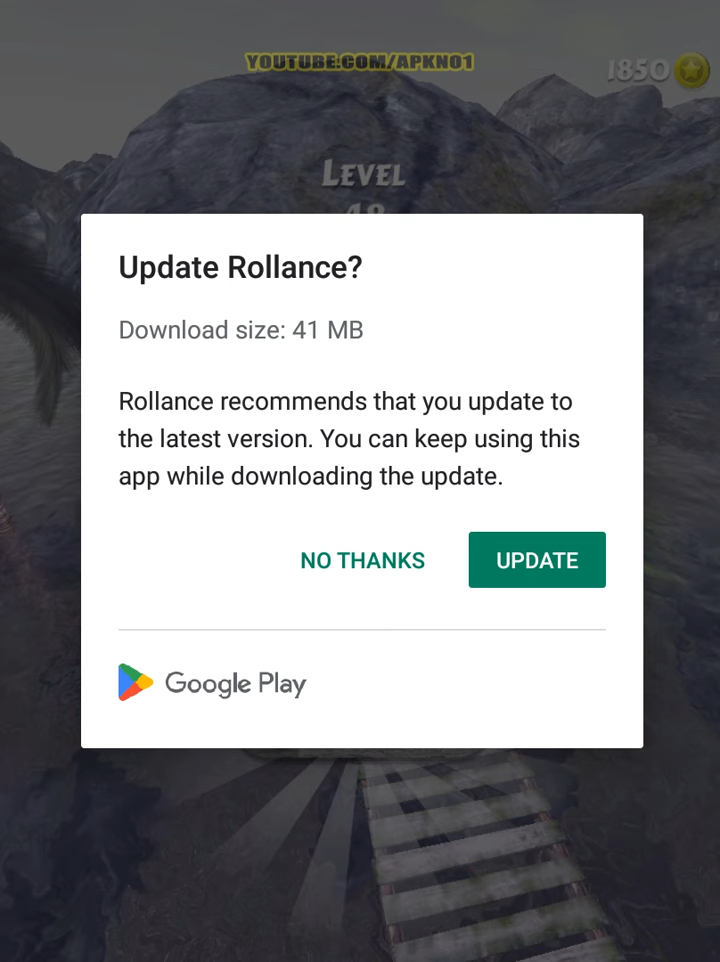 YOUTUBE.COM/APKNO1
1850
LEVEL
Update Rollance?
Download size: 41 MB
Rollance recommends that you update to
the latest version. You can keep using this
app while downloading the update.
NO THANKS
UPDATE
Google Play